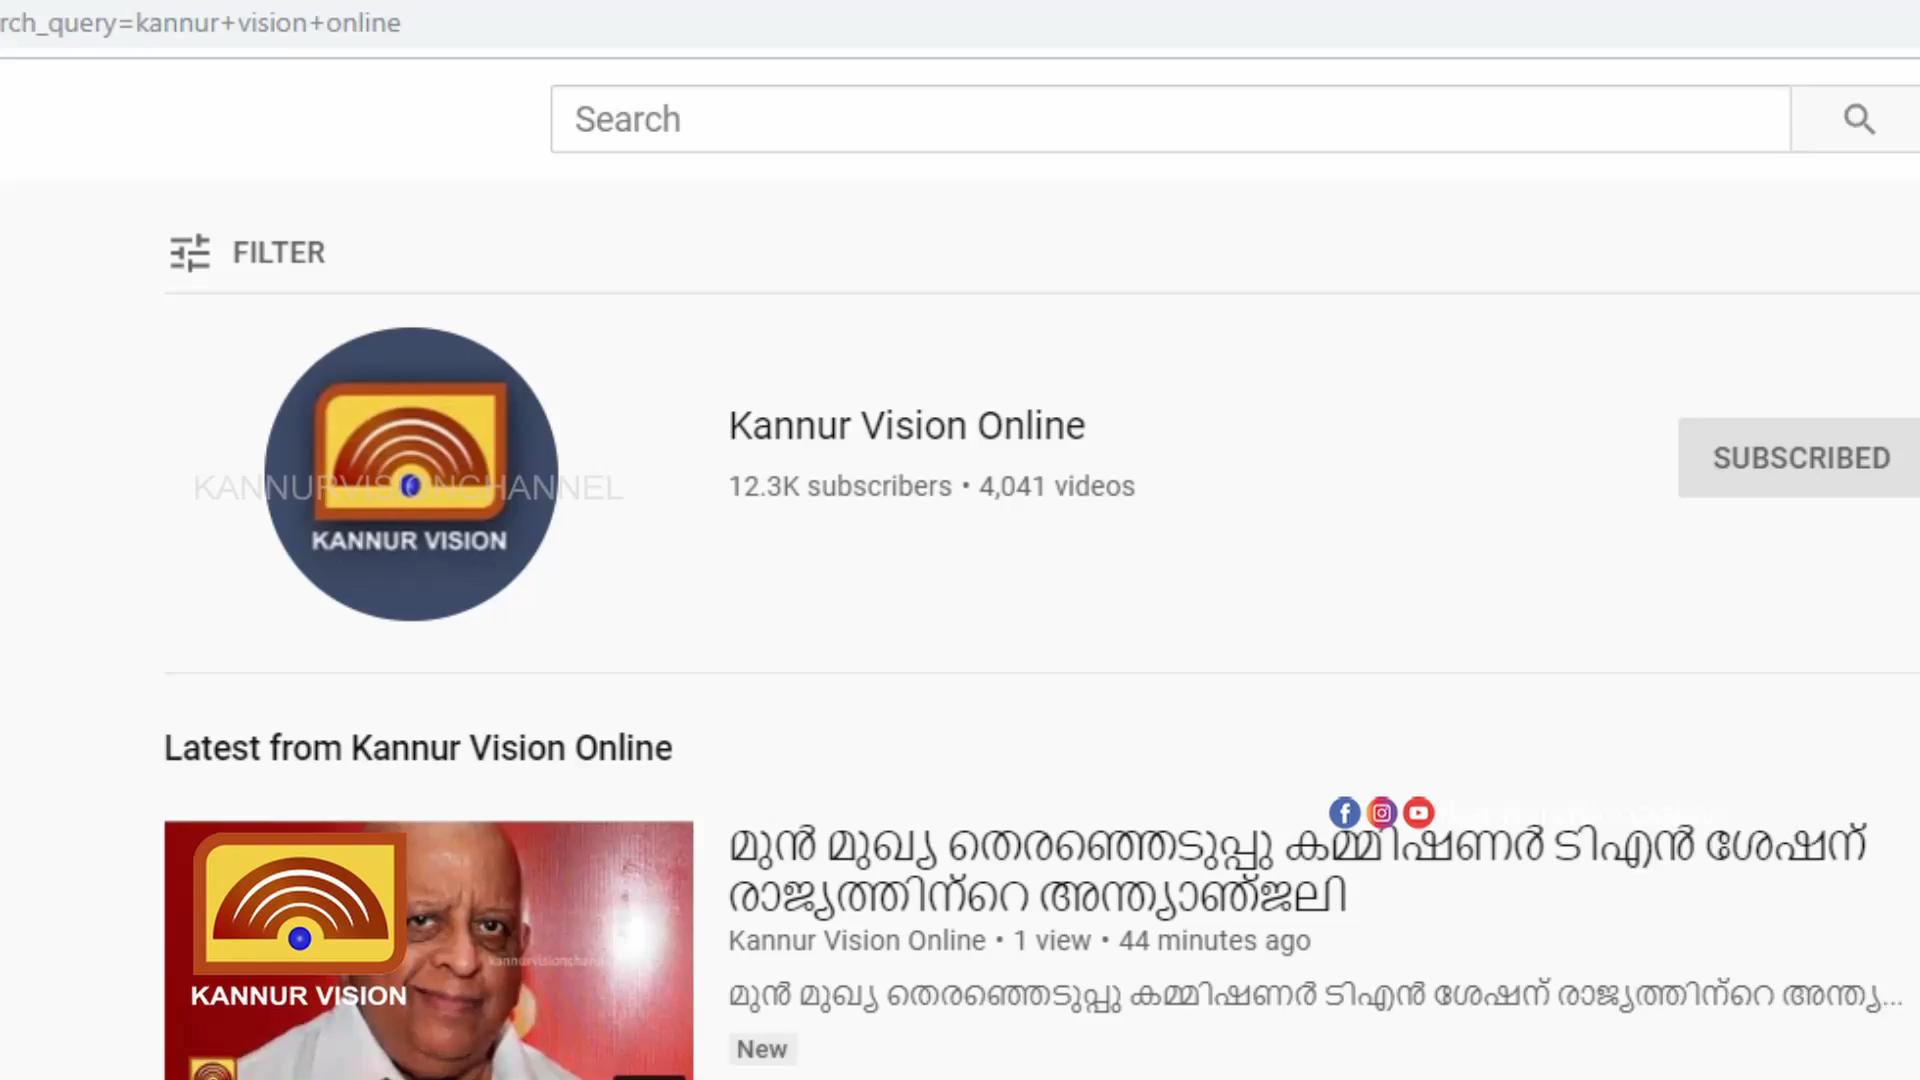 rch_query=kannur+vision+online
Search
FILTER
KANNURVISIONCHANNEL
KANNUR VISION
Kannur Vision Online
12.3K subscribers • 4,041 videos
SUBSCRIBED
Latest from Kannur Vision Online
മുൻ മുഖ്യ തെരഞ്ഞെടുപ്പു കമ്മിഷണർ ടിഎൻ ശേഷന്
രാജ്യത്തിന്റെ അന്ത്യാഞ്ജലി
Kannur Vision Online • 1 view • 44 minutes ago
മുൻ മുഖ്യ തെരഞ്ഞെടുപ്പു കമ്മിഷണർ ടിഎൻ ശേഷന് രാജ്യത്തിന്റെ അന്ത്യ...
New
KANNUR VISION